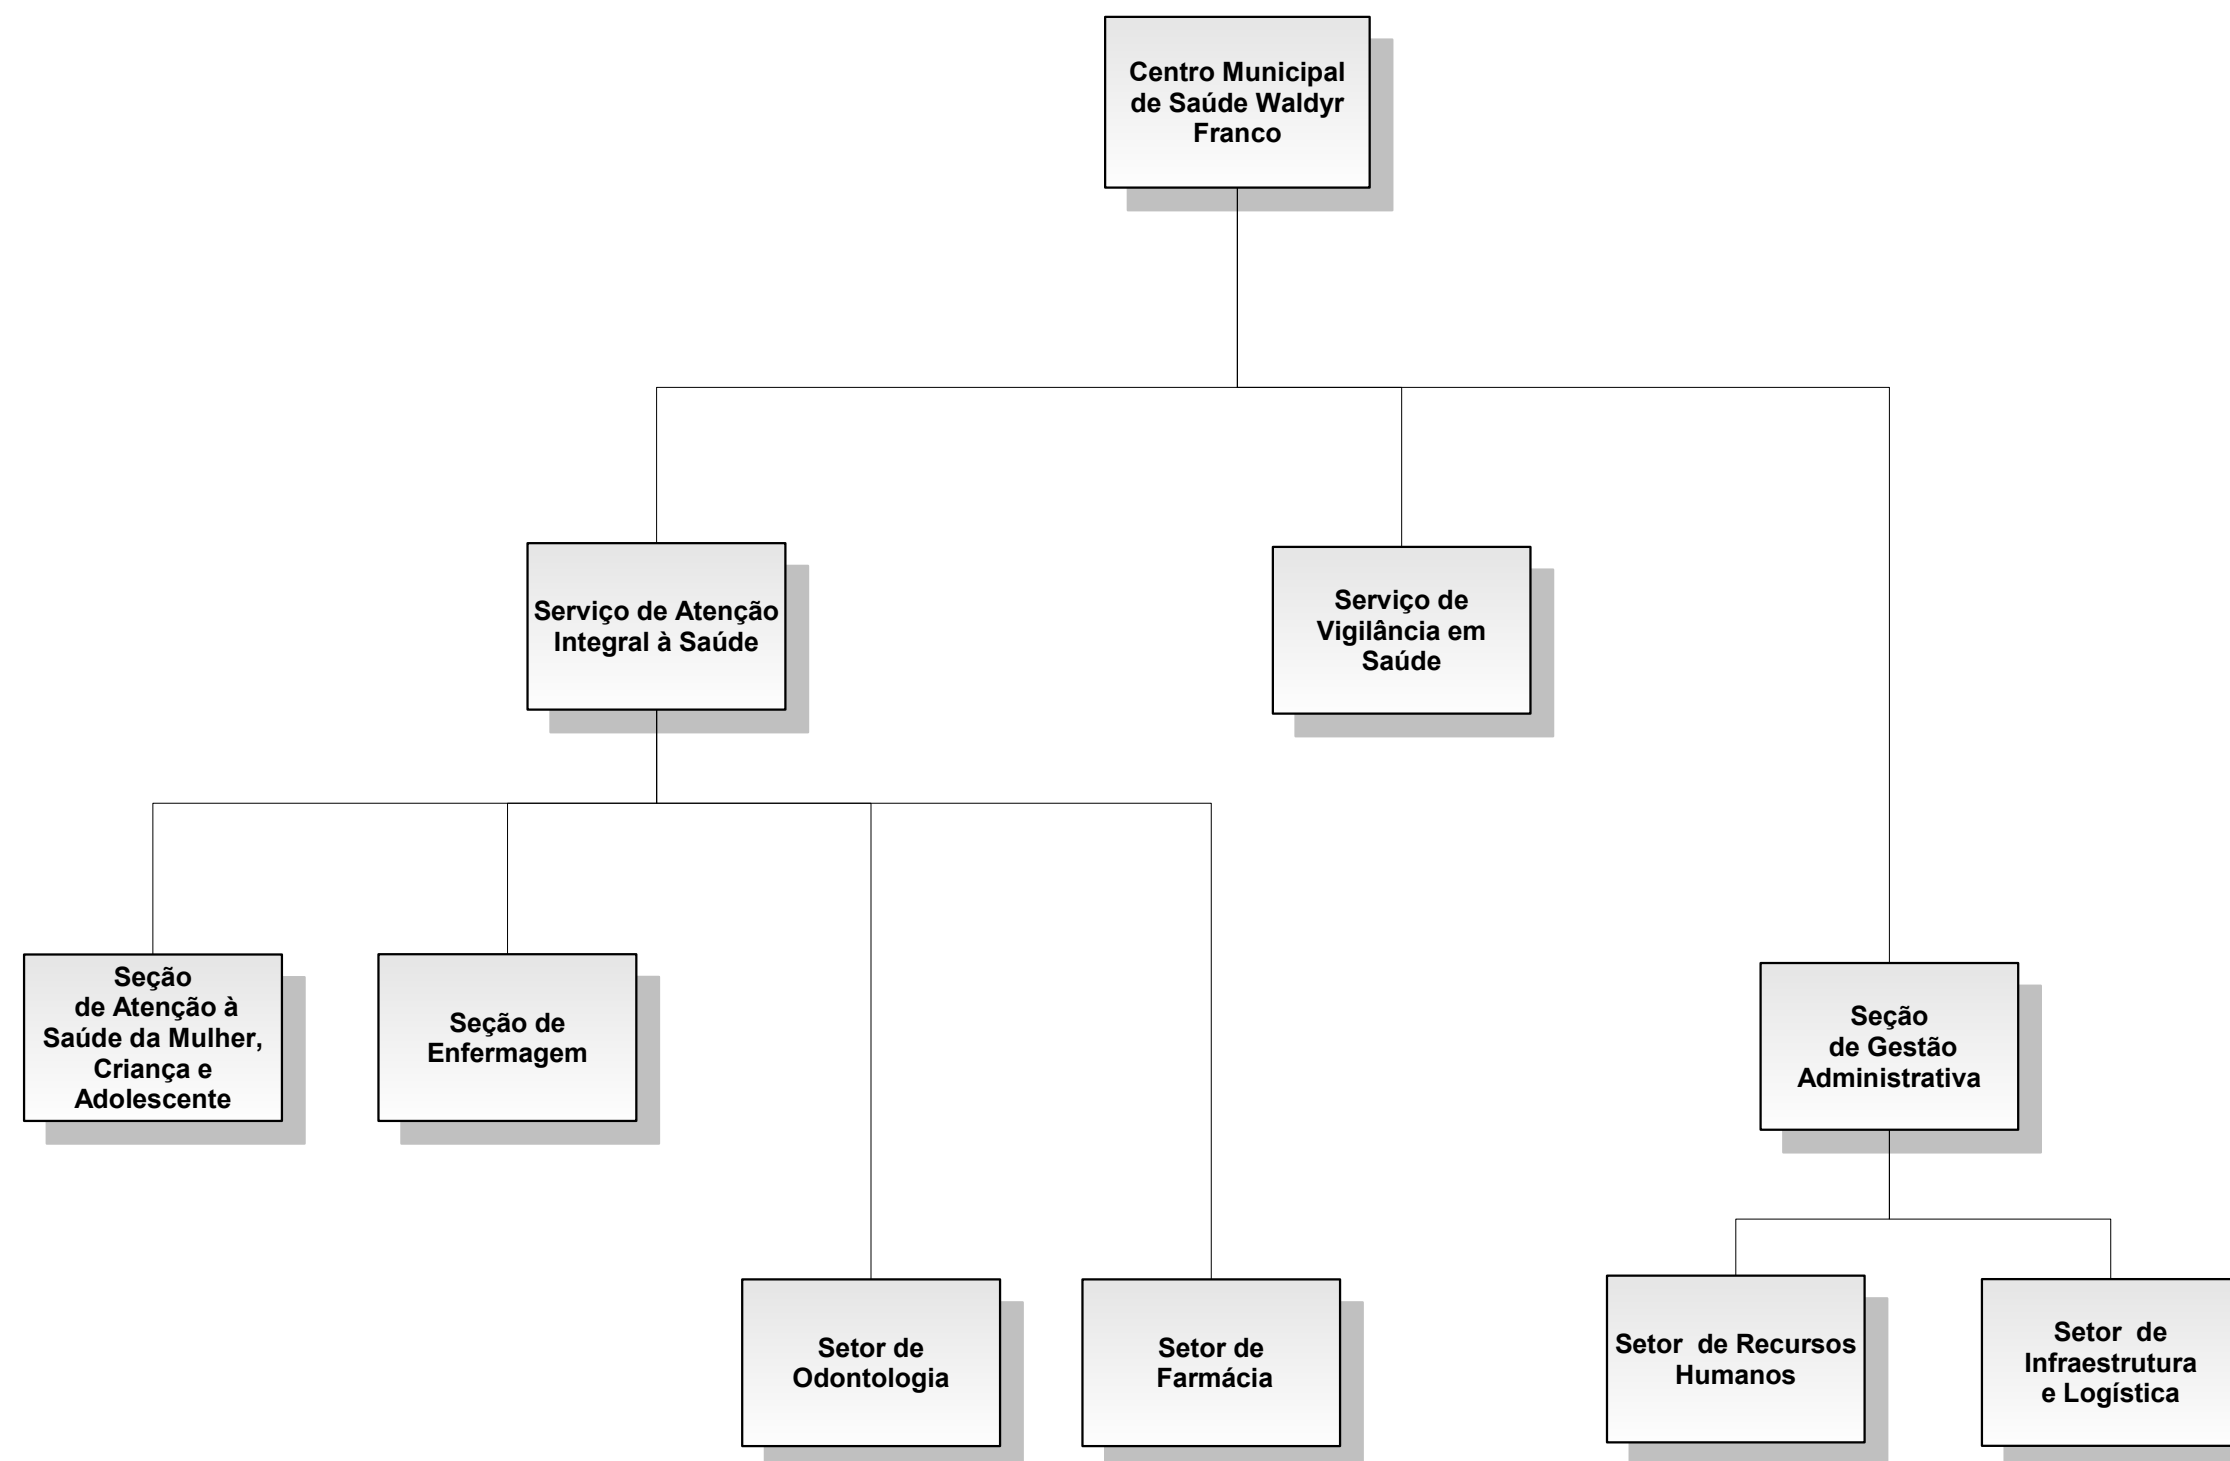 Centro Municipal
de Saúde Waldyr
Franco
Serviço de Atenção
Integral à Saúde
Serviço de
Vigilância em
Saúde
Seção
de Atenção à
Saúde da Mulher,
Criança e
Adolescente
Seção de
Enfermagem
Seção
de Gestão
Administrativa
Setor de
Odontologia
Setor de
Farmácia
Setor  de Recursos
Humanos
Setor  de
Infraestrutura
e Logística